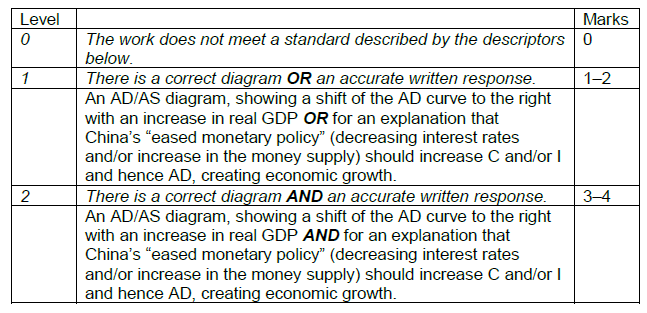 Level Marks
0 The work does not meet a standard described by the descriptors 0
below.
1 There is a correct diagram OR an accurate written response. 1–2
An AD/AS diagram, showing a shift of the AD curve to the right
with an increase in real GDP OR for an explanation that
China’s “eased monetary policy” (decreasing interest rates
and/or increase in the money supply) should increase C and/or I
and hence AD, creating economic growth.
2 There is a correct diagram AND an accurate written response. 3–4
An AD/AS diagram, showing a shift of the AD curve to the right
with an increase in real GDP AND for an explanation that
China’s “eased monetary policy” (decreasing interest rates
and/or increase in the money supply) should increase C and/or I
and hence AD, creating economic growth.